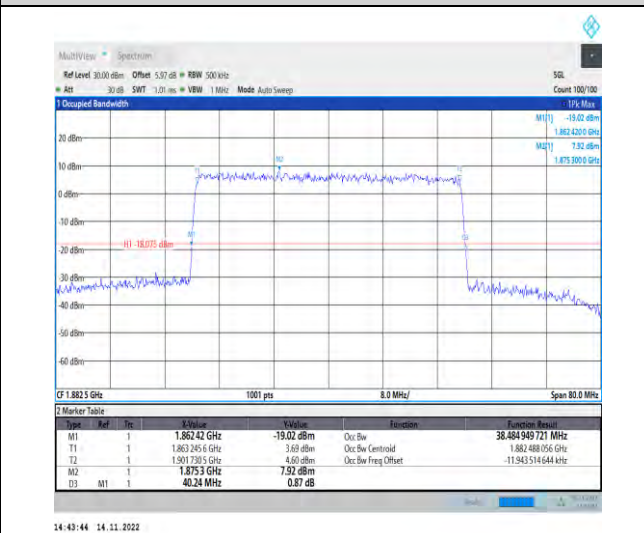 MultiView Spectrum
Ref Level 30.00 dBm Offset 5.97 dB RBW 500 kHz SGL
Att 30 dB SWT 1.01 ms VBW 1 MHz Mode Auto Sweep Count 100/100
1 Occupied Bandwidth 1Pk Max
M1[1] -19.02 dBm
1.862 420 0 GHz
M2[1] 7.92 dBm
1.875 300 0 GHz
20 dBm
10 dBm
M2
T1
0 dBm
-10 dBm
M1
D3
H1 -18.075 dBm
-20 dBm
-30 dBm
-40 dBm
-50 dBm
-60 dBm
CF 1.882 5 GHz 1001 pts 8.0 MHz/ Span 80.0 MHz
2 Marker Table
Type Ref Trc X-Value Y-Value Function Function Result
M1 1 1.862 42 GHz -19.02 dBm Occ Bw 38.484 949 721 MHz
T1 1 1.863 245 6 GHz 3.69 dBm Occ Bw Centroid 1.882 488 056 GHz
T2 1 1.901 730 5 GHz 4.60 dBm Occ Bw Freq Offset -11.943 514 644 kHz
M2 1 1.875 3 GHz 7.92 dBm
D3 M1 1 40.24 MHz 0.87 dB
14:43:44 14.11.2022